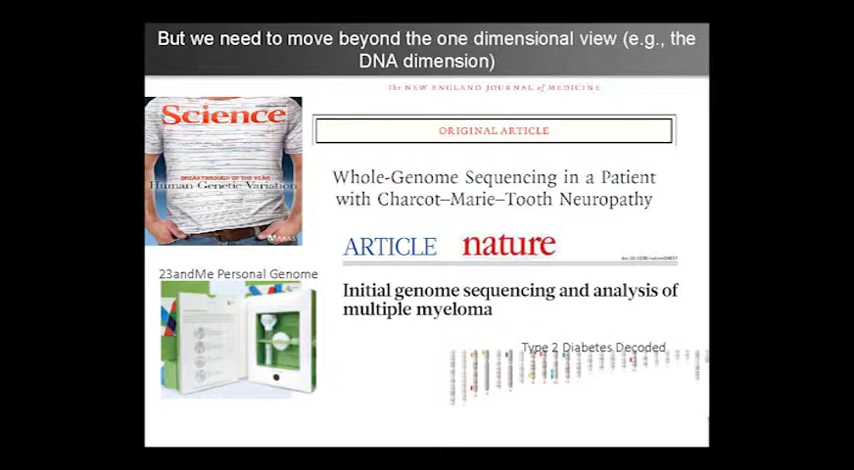 But we need to move beyond the one dimensional view (e.g., the
DNA dimension)
The NEW ENGLAND JOURNAL of MEDICINE
Science
ORIGINAL ARTICLE
BREAKTHROUGH OF THE YEAR
Human Genetic Variation
Whole-Genome Sequencing in a Patient
with Charcot–Marie–Tooth Neuropathy
ARTICLE nature
23andMe Personal Genome
Initial genome sequencing and analysis of
multiple myeloma
Type 2 Diabetes Decoded